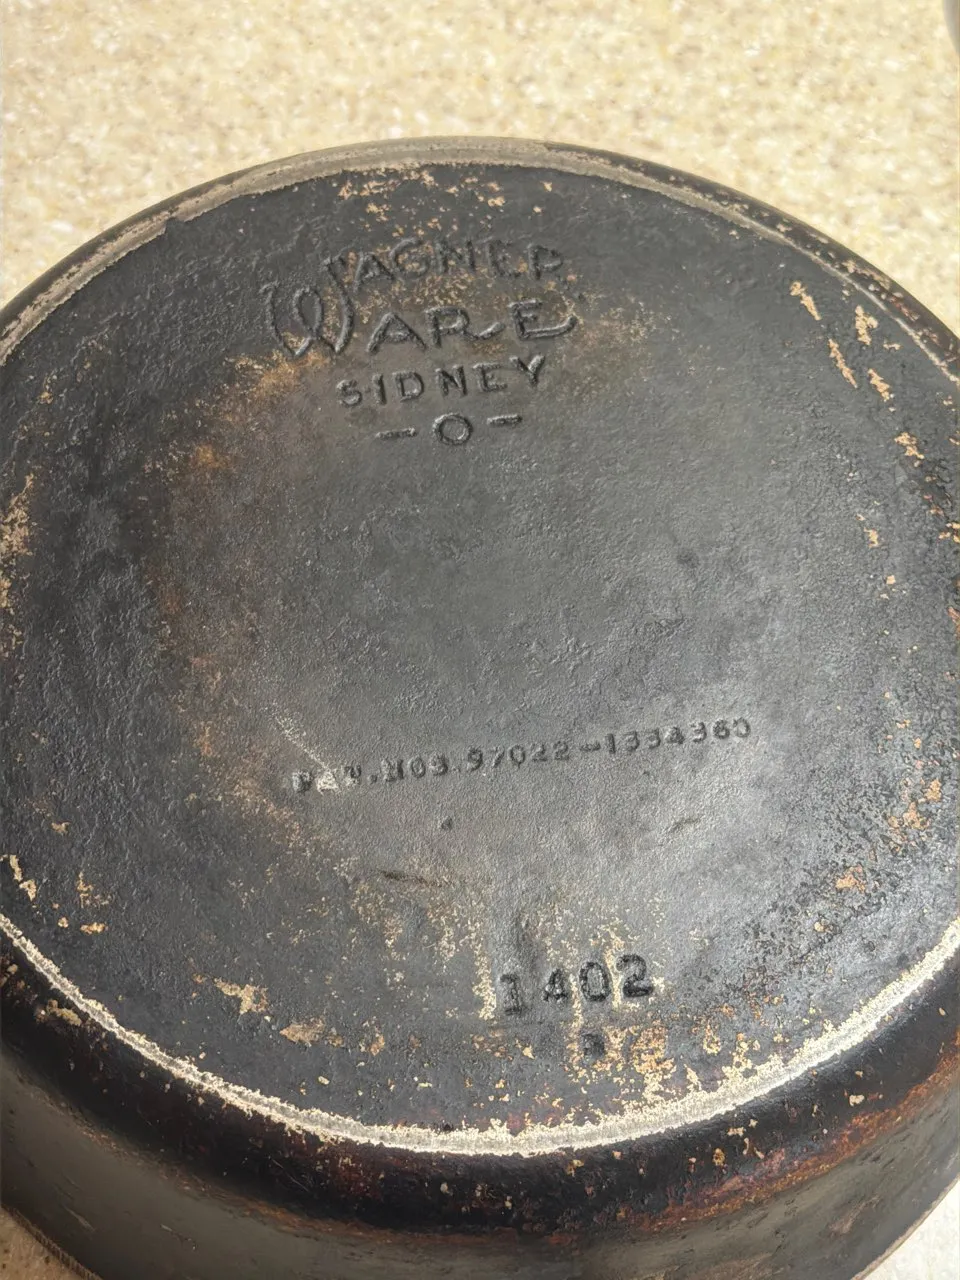 WAGNER
WARE
SIDNEY
-O-
PAT. NOS. 97022-1334360
1402